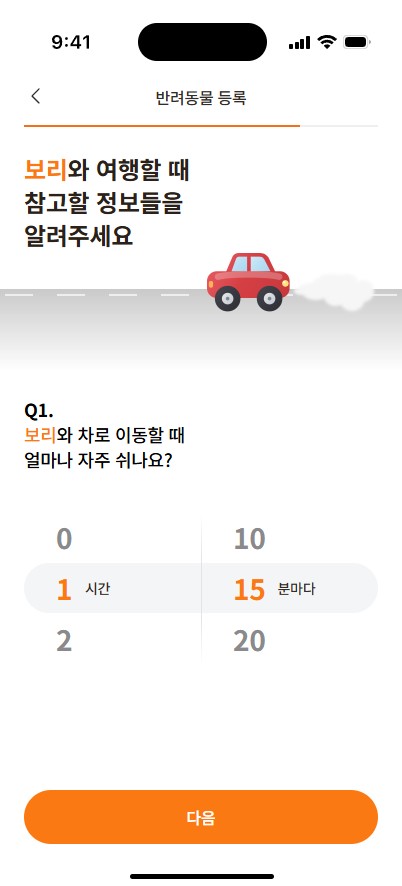 9:41
반려동물 등록
보리와 여행할 때
참고할 정보들을
알려주세요
Q1.
보리와 차로 이동할 때
얼마나 자주 쉬나요?
0 10
1 시간 15 분마다
2 20
다음